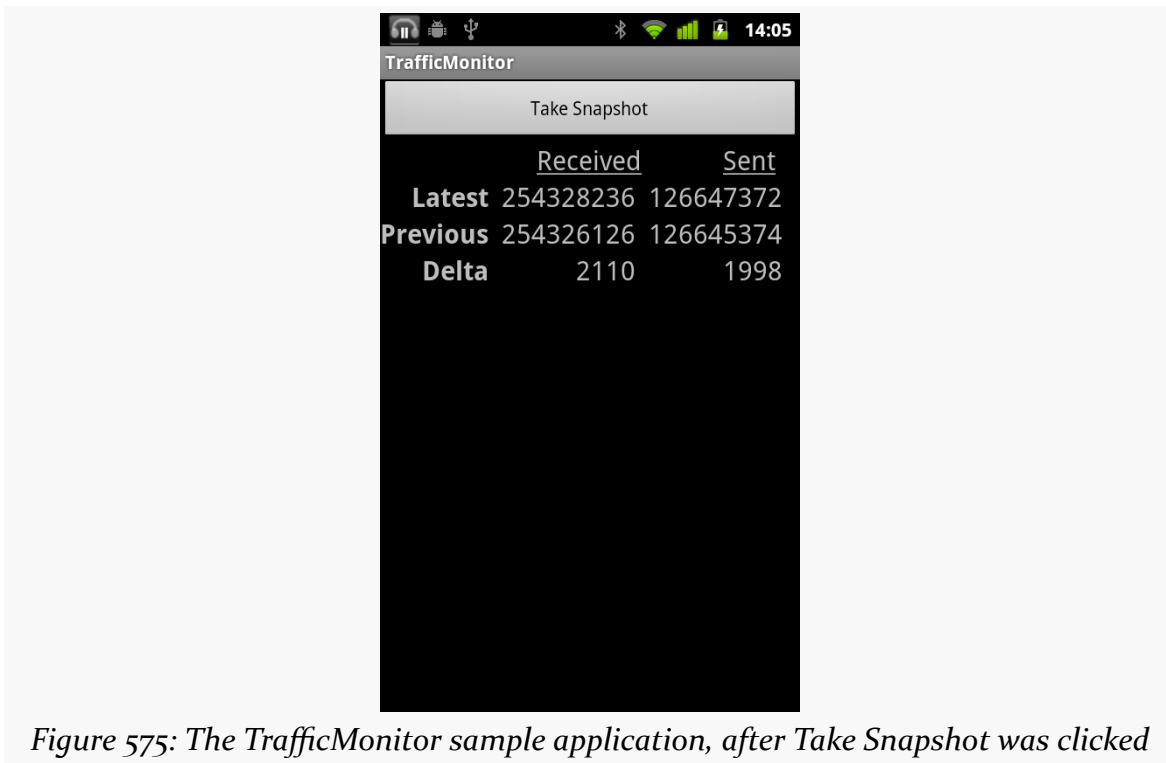 14:05
TrafficMonitor
Take Snapshot
Received Sent
Latest 254328236 126647372
Previous 254326126 126645374
Delta 2110 1998
Figure 575: The TrafficMonitor sample application, after Take Snapshot was clicked